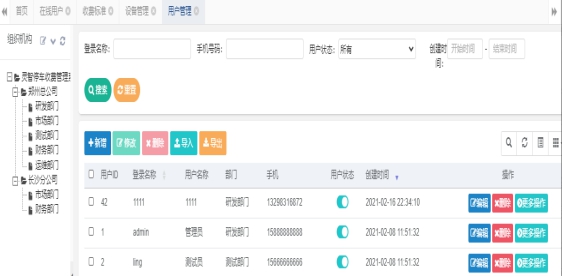 首页 在线用户 收费标准 设备管理 用户管理
组织机构
登录名称: 手机号码: 用户状态: 所有 创建时间: 开始时间 - 结束时间
搜索 重置
灵智停车收费管理
郑州总公司
研发部门
市场部门
测试部门
财务部门
运维部门
长沙分公司
市场部门
财务部门
新增 修改 删除 导入 导出
用户ID 登录名称 用户名称 部门 手机 用户状态 创建时间 操作
42 1111 1111 研发部门 13298316872 2021-02-16 22:34:10 编辑 删除 更多操作
1 admin 管理员 研发部门 15888888888 2021-02-08 11:51:32 编辑 删除 更多操作
2 ling 测试员 测试部门 15666666666 2021-02-08 11:51:32 编辑 删除 更多操作